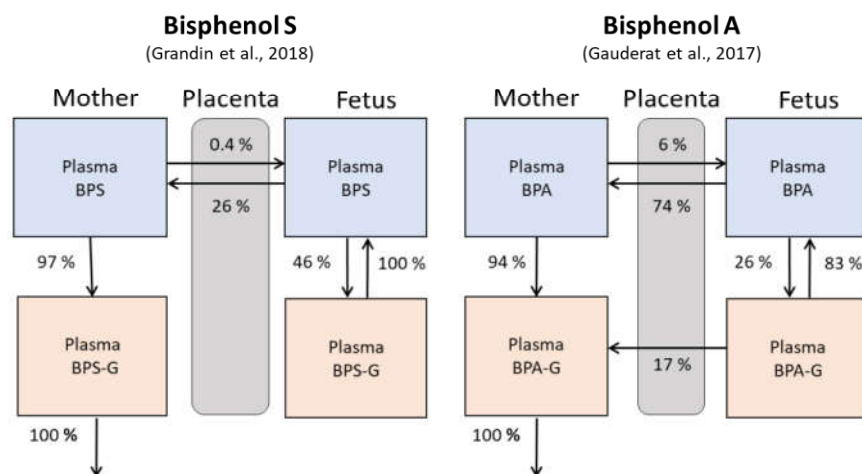 Bisphenol S
(Grandin et al., 2018)
Mother
Placenta
Fetus
Plasma
BPS
0.4 %
26 %
Plasma
BPS
97 %
46 %
100 %
Plasma
BPS-G
Plasma
BPS-G
100 %
Bisphenol A
(Gauderat et al., 2017)
Mother
Placenta
Fetus
Plasma
BPA
6 %
74 %
Plasma
BPA
94 %
26 %
83 %
Plasma
BPA-G
17 %
Plasma
BPA-G
100 %